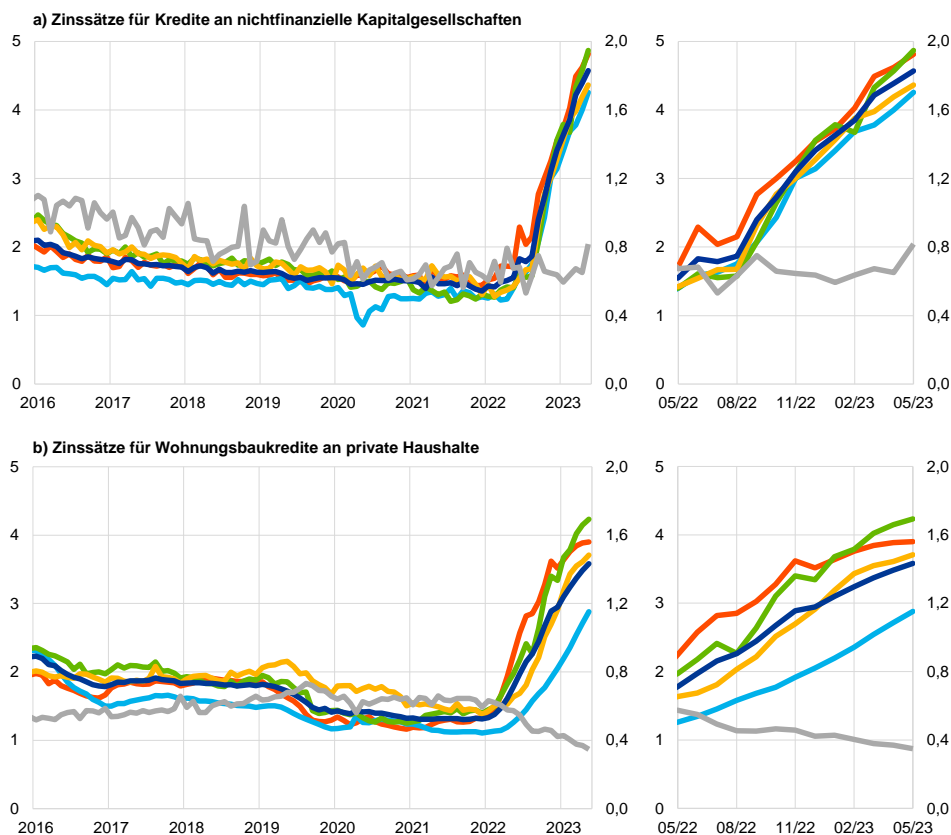 a) Zinssätze für Kredite an nichtfinanzielle Kapitalgesellschaften
5 2,0 5 2,0
4 1,6 4 1,6
3 1,2 3 1,2
2 0,8 2 0,8
1 0,4 1 0,4
0 0,0 0 0,0
2016 2017 2018 2019 2020 2021 2022 2023 05/22 08/22 11/22 02/23 05/23
b) Zinssätze für Wohnungsbaukredite an private Haushalte
5 2,0 5 2,0
4 1,6 4 1,6
3 1,2 3 1,2
2 0,8 2 0,8
1 0,4 1 0,4
0 0,0 0 0,0
2016 2017 2018 2019 2020 2021 2022 2023 05/22 08/22 11/22 02/23 05/23